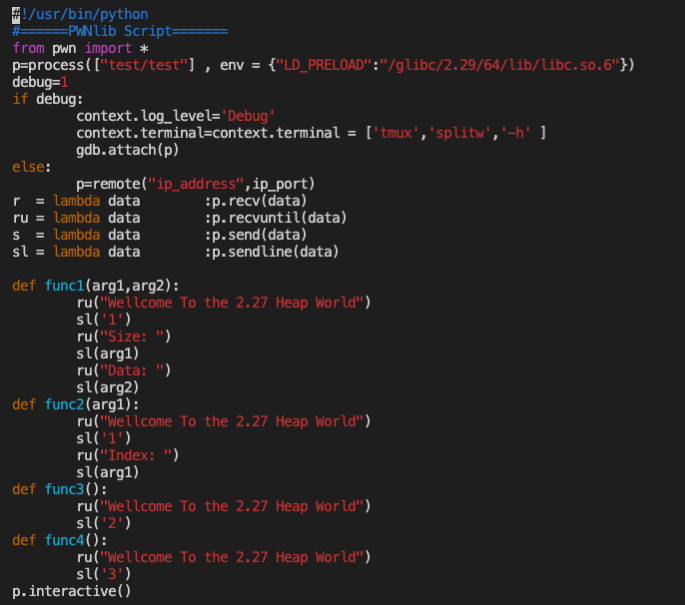 #!/usr/bin/python
#======PWNlib Script=======
from pwn import *
p=process(["test/test"] , env = {"LD_PRELOAD":"/glibc/2.29/64/lib/libc.so.6"})
debug=1
if debug:
        context.log_level='Debug'
        context.terminal=context.terminal = ['tmux','splitw','-h' ]
        gdb.attach(p)
else:
        p=remote("ip_address",ip_port)
r  = lambda data        :p.recv(data)
ru = lambda data        :p.recvuntil(data)
s  = lambda data        :p.send(data)
sl = lambda data        :p.sendline(data)

def func1(arg1,arg2):
        ru("Wellcome To the 2.27 Heap World")
        sl('1')
        ru("Size: ")
        sl(arg1)
        ru("Data: ")
        sl(arg2)
def func2(arg1):
        ru("Wellcome To the 2.27 Heap World")
        sl('1')
        ru("Index: ")
        sl(arg1)
def func3():
        ru("Wellcome To the 2.27 Heap World")
        sl('2')
def func4():
        ru("Wellcome To the 2.27 Heap World")
        sl('3')
p.interactive()